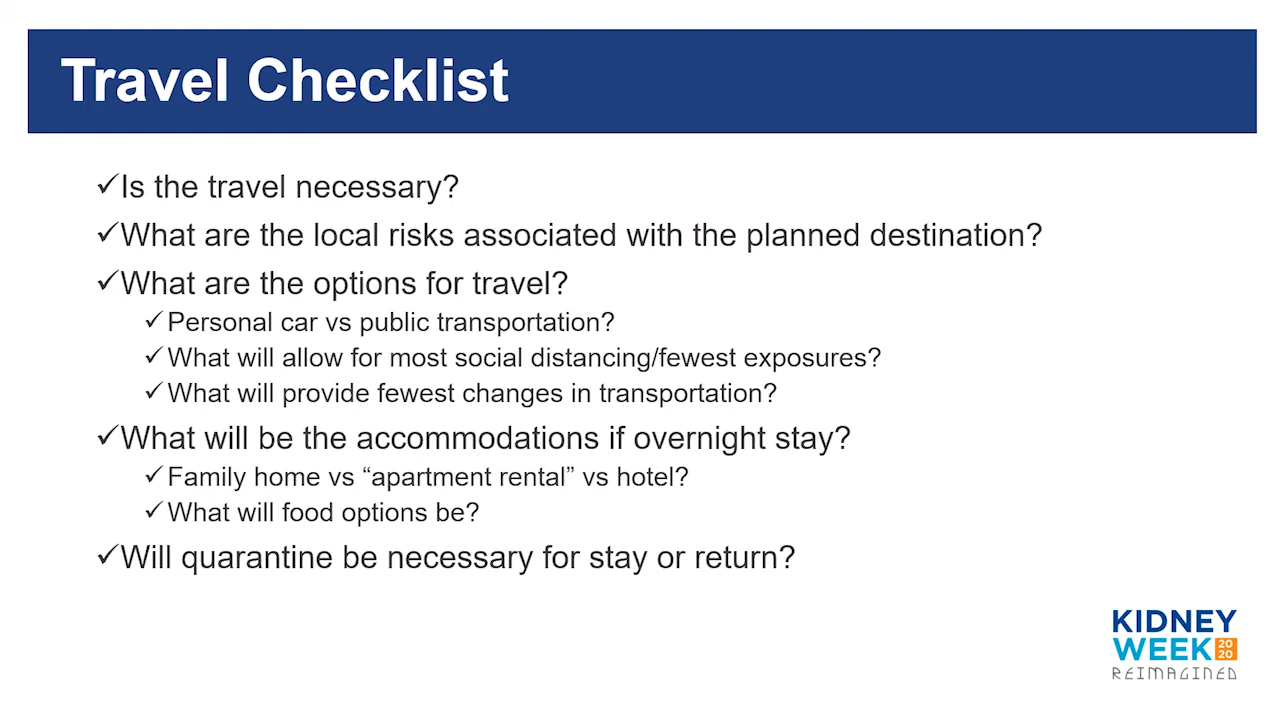 Travel Checklist
✓Is the travel necessary?
✓What are the local risks associated with the planned destination?
✓What are the options for travel?
✓Personal car vs public transportation?
✓What will allow for most social distancing/fewest exposures?
✓What will provide fewest changes in transportation?
✓What will be the accommodations if overnight stay?
✓Family home vs “apartment rental” vs hotel?
✓What will food options be?
✓Will quarantine be necessary for stay or return?
KIDNEY
WEEK 2020
REIMAGINED